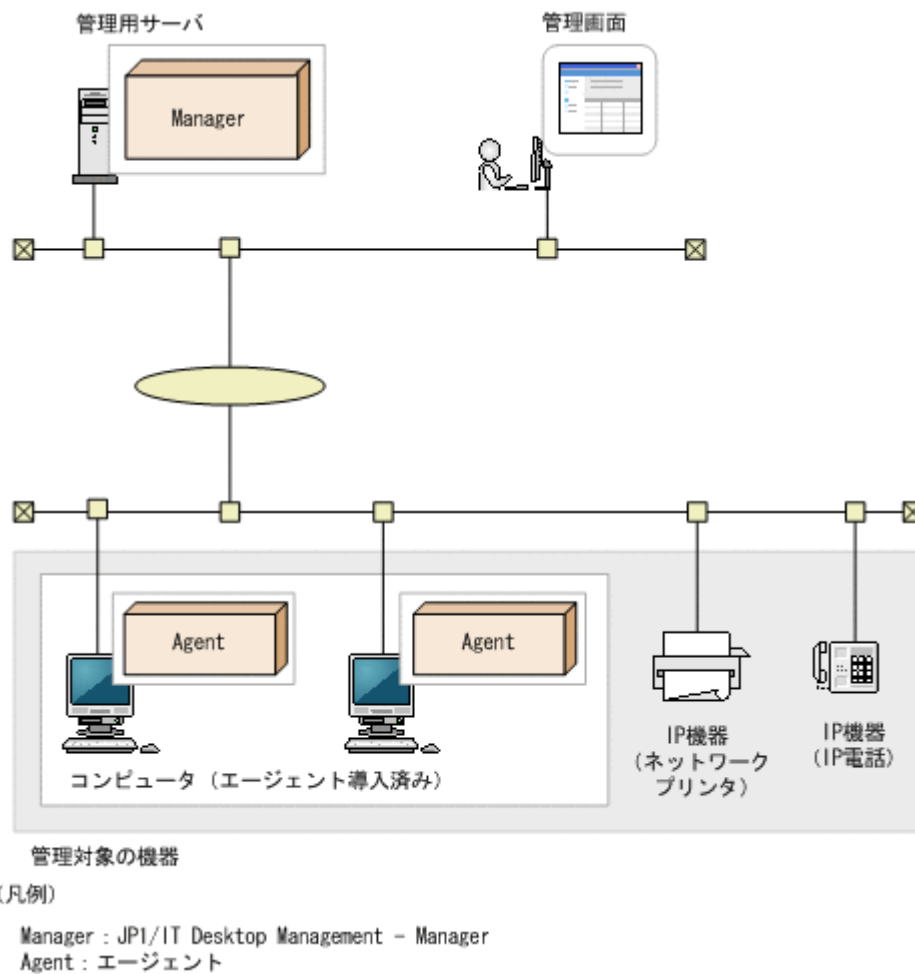 管理用サーバ
管理画面
Manager
Agent
Agent
コンピュータ（エージェント導入済み）
IP機器
（ネットワーク
プリンタ）
IP機器
（IP電話）
管理対象の機器
（凡例）
Manager：JP1/IT Desktop Management − Manager
Agent：エージェント